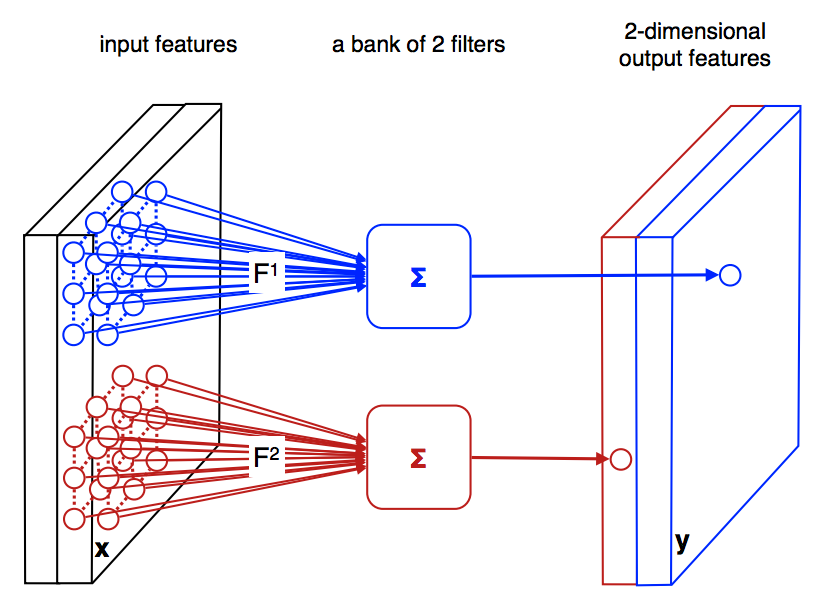 input features
a bank of 2 filters
2-dimensional
output features
F¹
Σ
F²
Σ
x
y